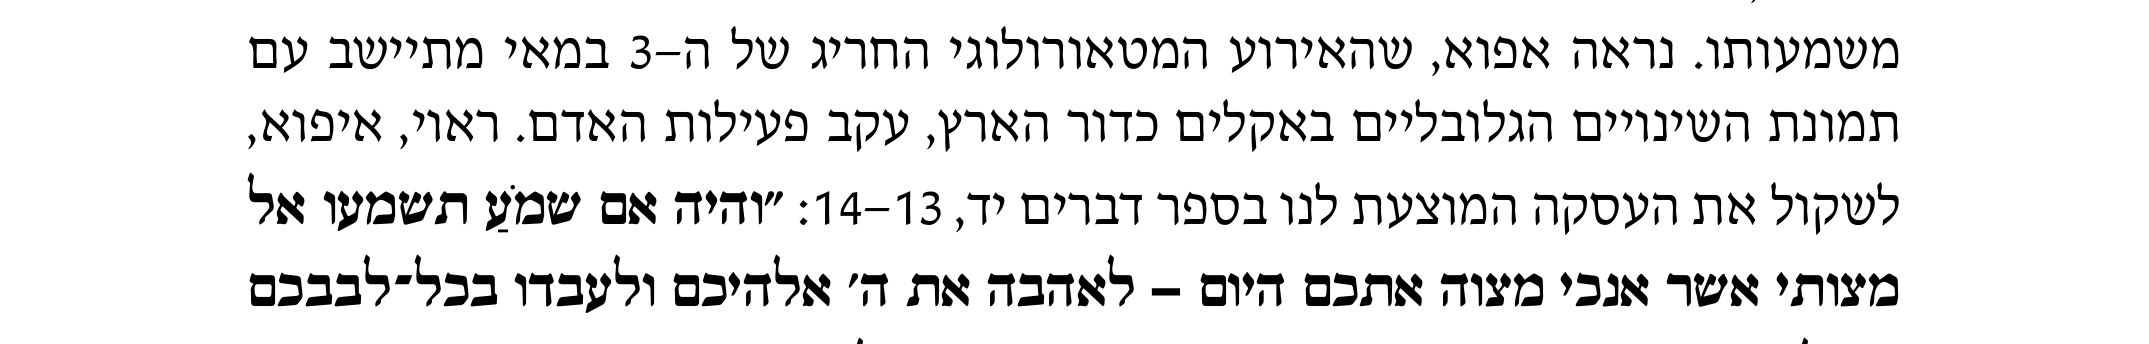 משמעותו. נראה אפוא, שהאירוע המטאורולוגי החריג של ה–3 במאי מתיישב עם
תמונת השינויים הגלובליים באקלים כדור הארץ, עקב פעילות האדם. ראוי, איפוא,
לשקול את העסקה המוצעת לנו בספר דברים יד, 13–14: ״והיה אם שמֹעַ תשמעו אל
מצותי אשר אנכי מצוה אתכם היום – לאהבה את ה׳ אלהיכם ולעבדו בכל־לבבכם